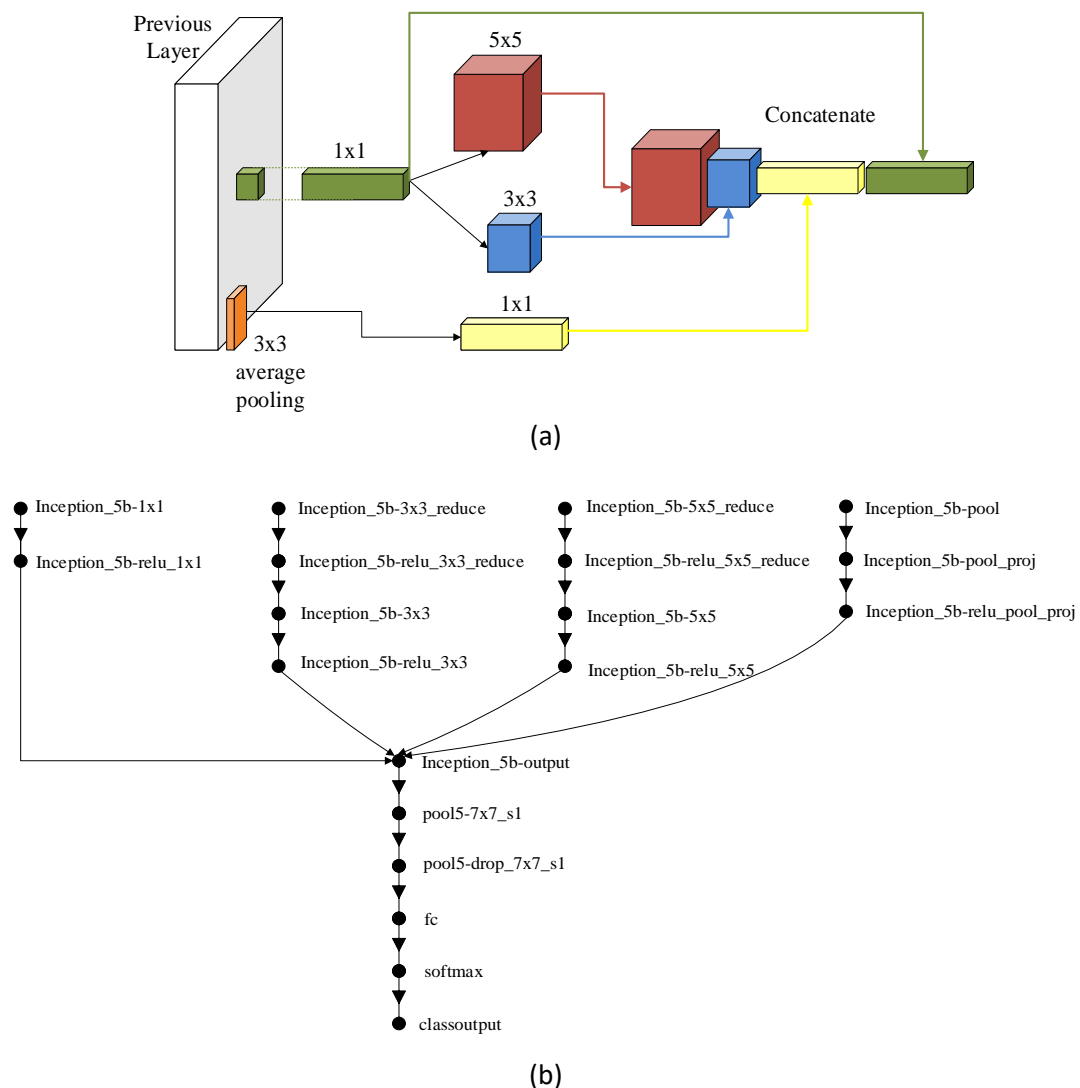 Previous
Layer
5x5
Concatenate
1x1
3x3
1x1
3x3
average
pooling
(a)
Inception_5b-1x1
Inception_5b-relu_1x1
Inception_5b-3x3_reduce
Inception_5b-relu_3x3_reduce
Inception_5b-3x3
Inception_5b-relu_3x3
Inception_5b-5x5_reduce
Inception_5b-relu_5x5_reduce
Inception_5b-5x5
Inception_5b-relu_5x5
Inception_5b-pool
Inception_5b-pool_proj
Inception_5b-relu_pool_proj
Inception_5b-output
pool5-7x7_s1
pool5-drop_7x7_s1
fc
softmax
classoutput
(b)